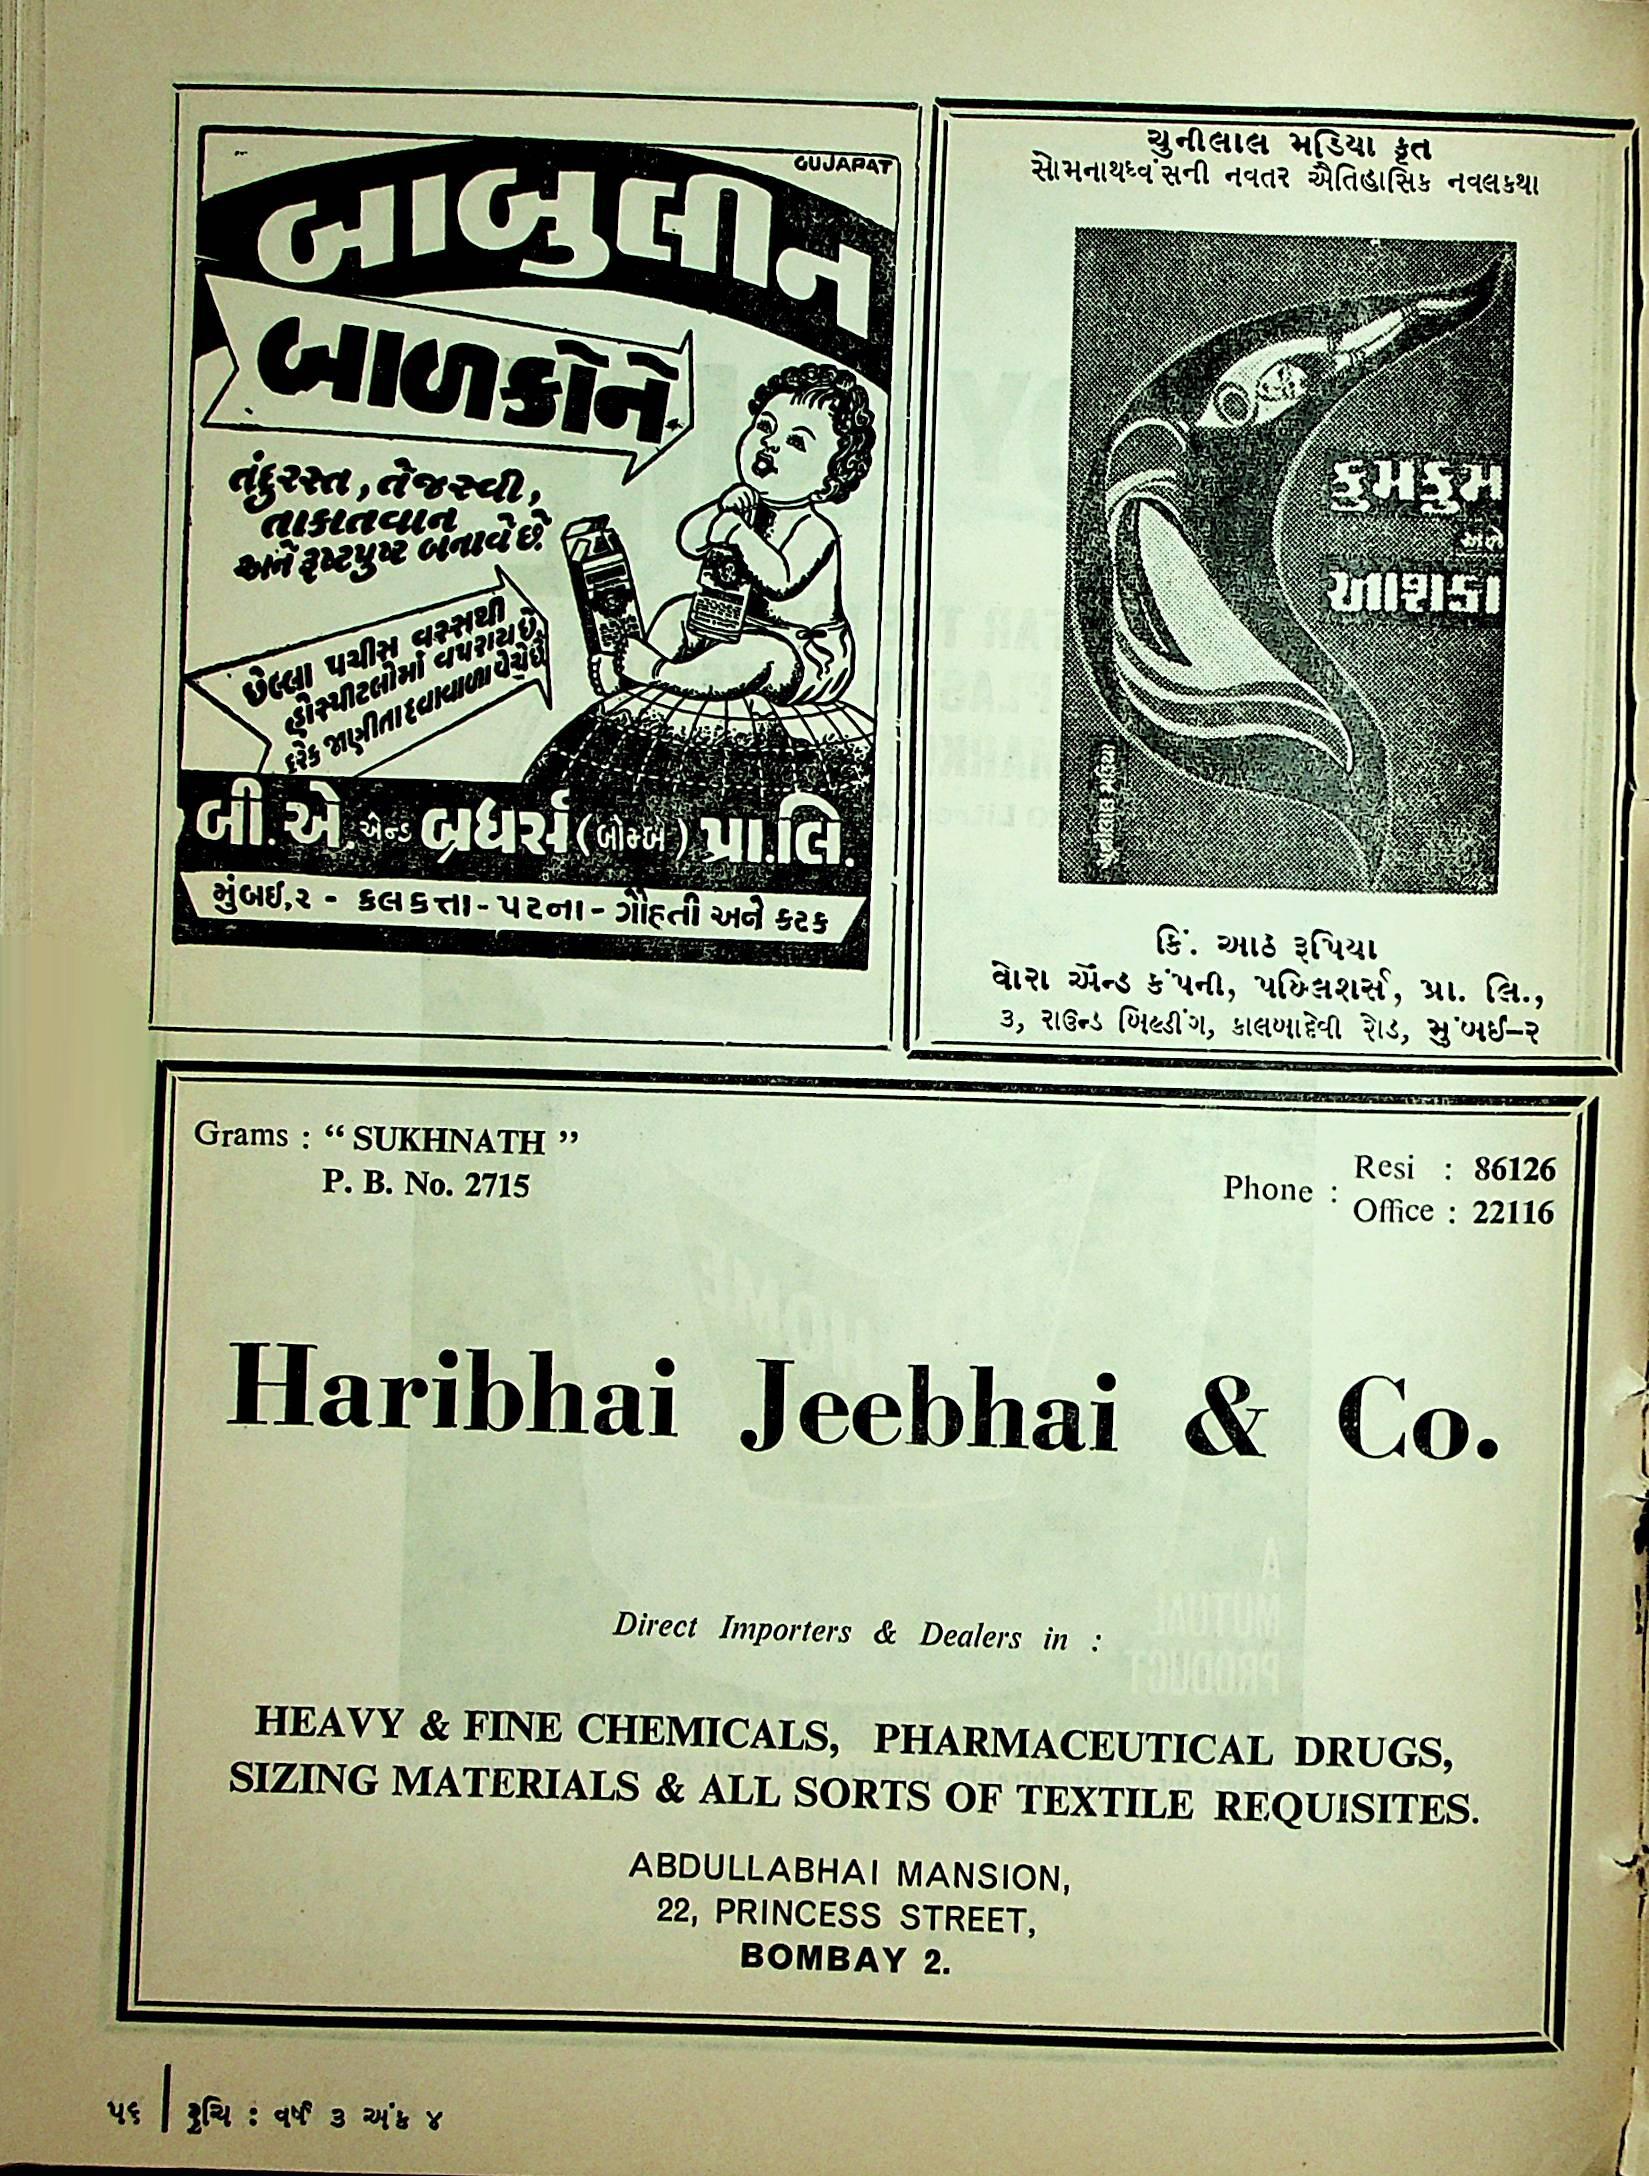 GUJARAT
બાબુલીન
બાળકોને
તંદુરસ્ત, તેજસ્વી,
તાકાતવાન
અને હૃષ્ટપુષ્ટ બનાવે છે.
છેલ્લા પચીસ વરસથી
હોસ્પીટલોમાં વપરાય છે.
દરેક જાણીતા દવાવાળા વેચે છે
બી. એ. એન્ડ બ્રધર્સ (બોમ્બે) પ્રા.લિ.
મુંબઇ, ૨ - કલકત્તા - પટના - ગૌહતી અને કટક
ચુનીલાલ મડિયા કૃત
સોમનાથધ્વંસની નવતર ઐતિહાસિક નવલકથા
કુમકુમ
અને
આશકા
ચુનીલાલ મડિયા
કિં. આઠ રૂપિયા
વોરા ઍન્ડ કંપની, પબ્લિશર્સ, પ્રા. લિ.,
૩, રાઉન્ડ બિલ્ડીંગ, કાલબાદેવી રોડ, મુંબઈ–૨
Grams : “ SUKHNATH ”
P. B. No. 2715
Phone : Resi : 86126
Office : 22116
Haribhai Jeebhai & Co.
Direct Importers & Dealers in :
HEAVY & FINE CHEMICALS, PHARMACEUTICAL DRUGS,
SIZING MATERIALS & ALL SORTS OF TEXTILE REQUISITES.
ABDULLABHAI MANSION,
22, PRINCESS STREET,
BOMBAY 2.
૫૬ | રુચિ : વર્ષ ૩ અંક ૪